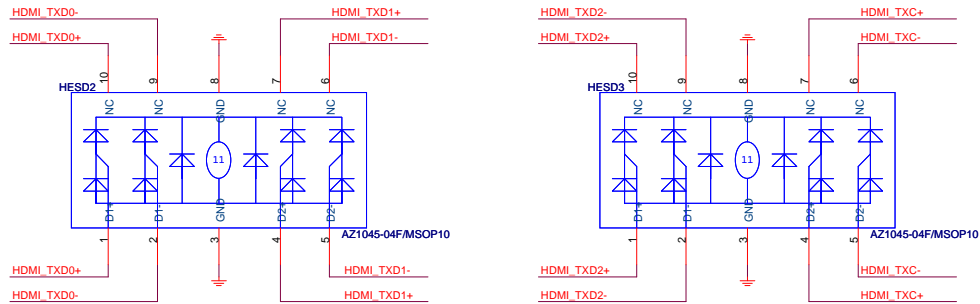 HDMI_TXD0-
HDMI_TXD1+
HDMI_TXD2-
HDMI_TXC+
HDMI_TXD0+
HDMI_TXD1-
HDMI_TXD2+
HDMI_TXC-
10 9 8 7 6
10 9 8 7 6
HESD2
HESD3
NC NC GND NC NC
NC NC GND NC NC
11
11
D1+ D1- GND D2+ D2-
D1+ D1- GND D2+ D2-
AZ1045-04F/MSOP10
AZ1045-04F/MSOP10
1 2 3 4 5
1 2 3 4 5
HDMI_TXD0+
HDMI_TXD1-
HDMI_TXD2+
HDMI_TXC-
HDMI_TXD0-
HDMI_TXD1+
HDMI_TXD2-
HDMI_TXC+